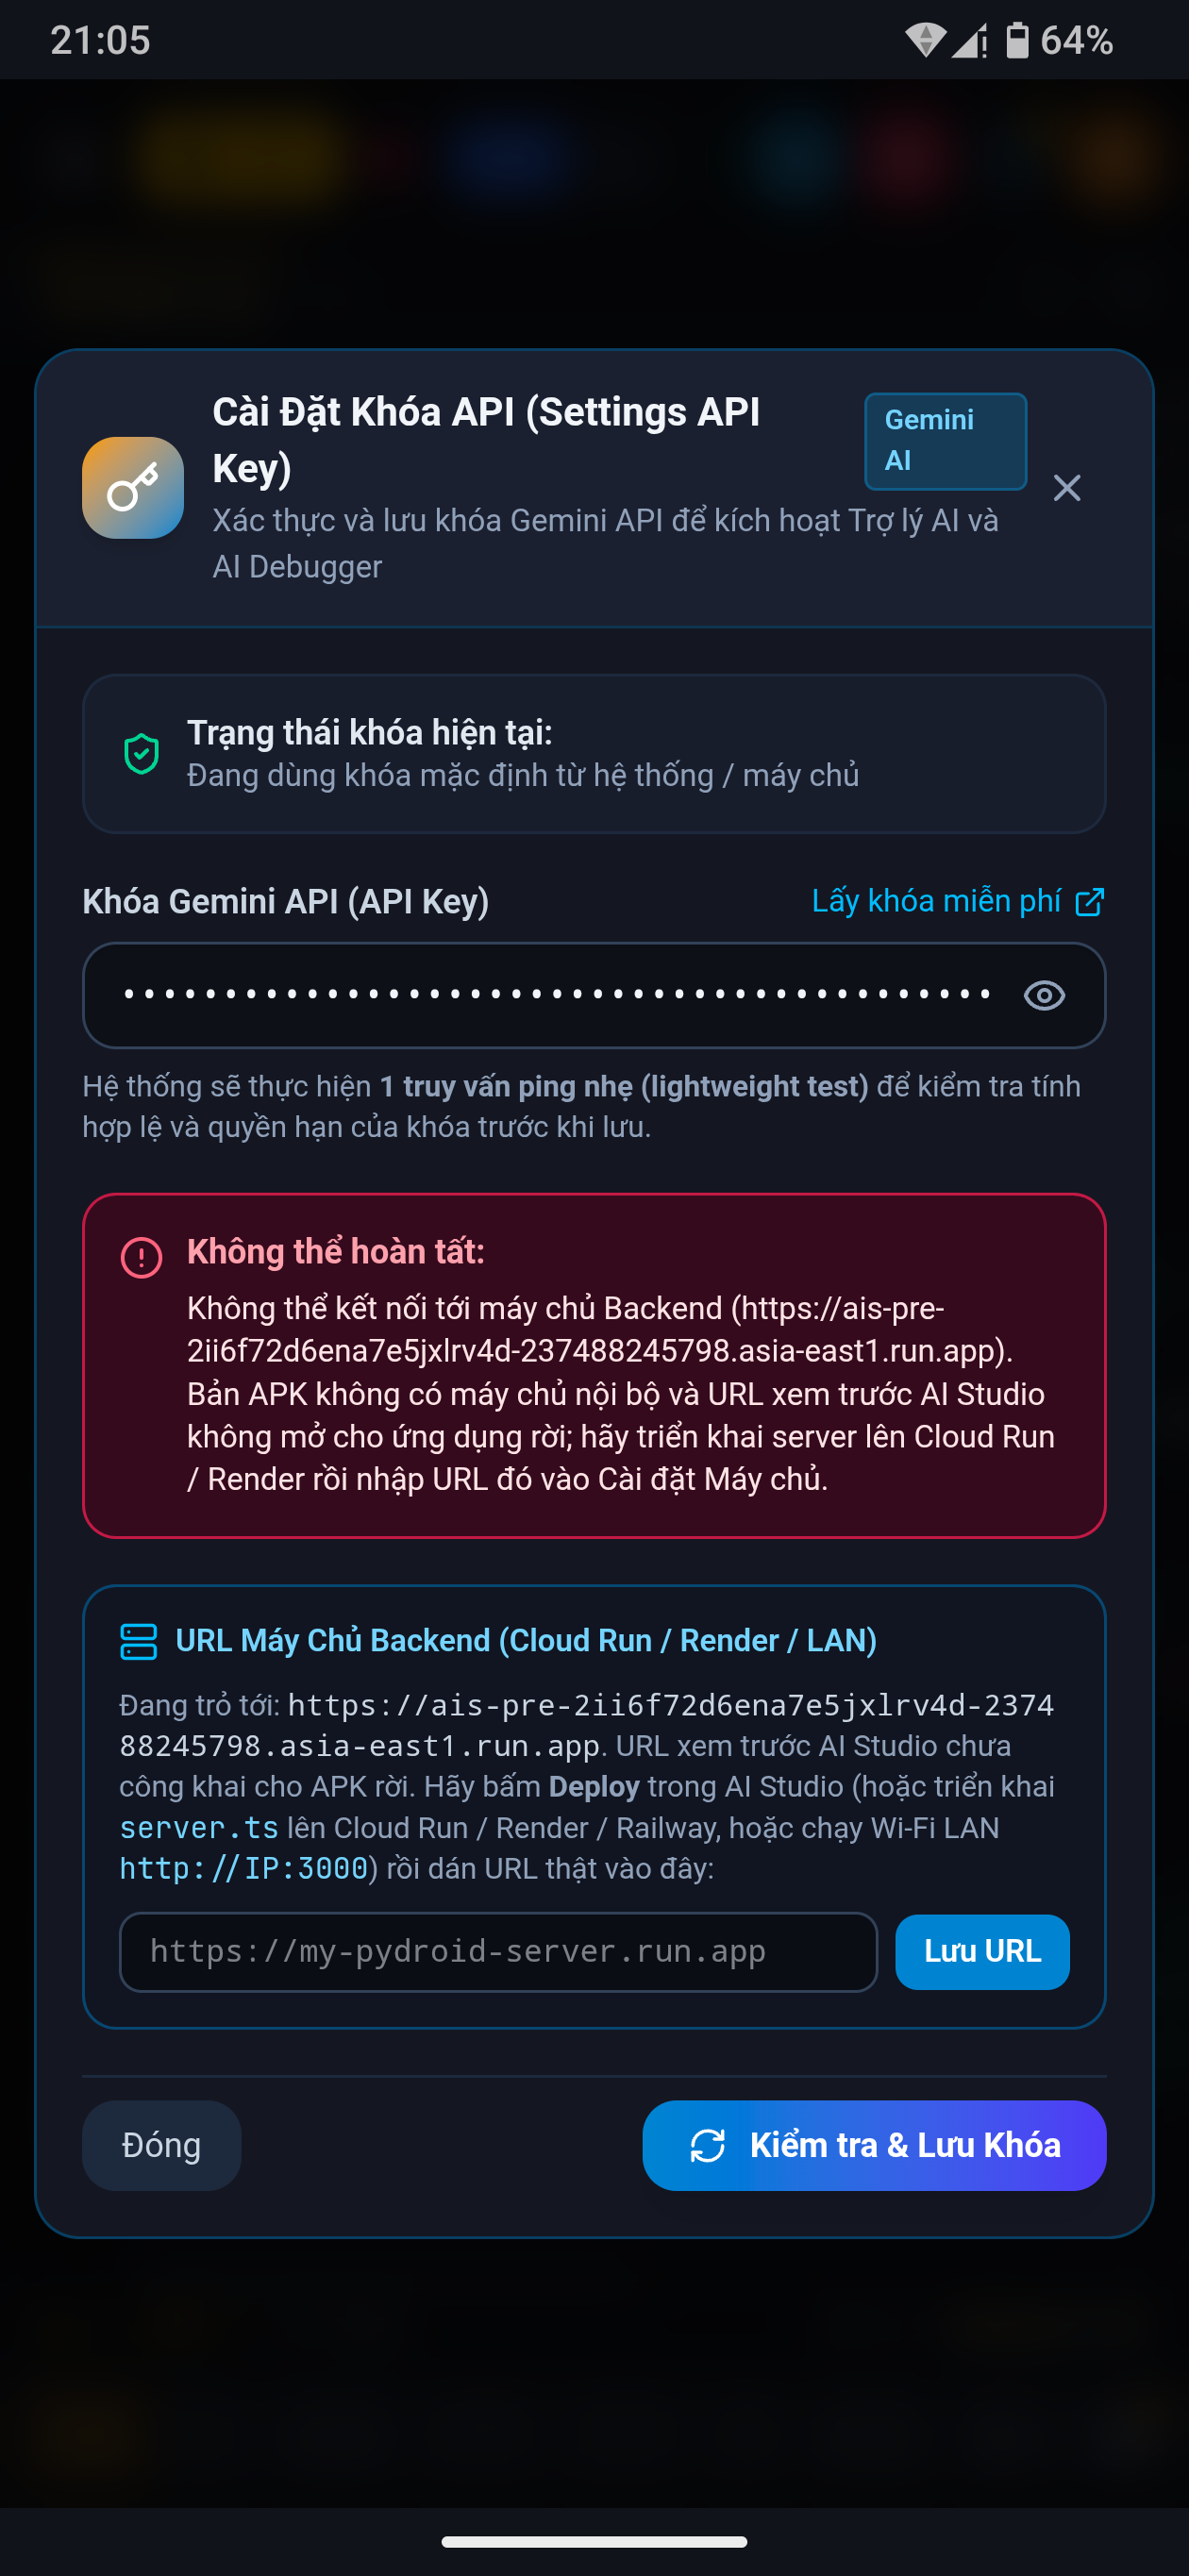 21:05
64%
Cài Đặt Khóa API (Settings API
Key)
Gemini
AI
Xác thực và lưu khóa Gemini API để kích hoạt Trợ lý AI và
AI Debugger
Trạng thái khóa hiện tại:
Đang dùng khóa mặc định từ hệ thống / máy chủ
Khóa Gemini API (API Key)
Lấy khóa miễn phí
Hệ thống sẽ thực hiện 1 truy vấn ping nhẹ (lightweight test) để kiểm tra tính
hợp lệ và quyền hạn của khóa trước khi lưu.
Không thể hoàn tất:
Không thể kết nối tới máy chủ Backend (https://ais-pre-
2ii6f72d6ena7e5jxlrv4d-237488245798.asia-east1.run.app).
Bản APK không có máy chủ nội bộ và URL xem trước AI Studio
không mở cho ứng dụng rời; hãy triển khai server lên Cloud Run
/ Render rồi nhập URL đó vào Cài đặt Máy chủ.
URL Máy Chủ Backend (Cloud Run / Render / LAN)
Đang trỏ tới: https://ais-pre-2ii6f72d6ena7e5jxlrv4d-2374
88245798.asia-east1.run.app. URL xem trước AI Studio chưa
công khai cho APK rời. Hãy bấm Deploy trong AI Studio (hoặc triển khai
server.ts lên Cloud Run / Render / Railway, hoặc chạy Wi-Fi LAN
http://IP:3000) rồi dán URL thật vào đây:
https://my-pydroid-server.run.app
Lưu URL
Đóng
Kiểm tra & Lưu Khóa